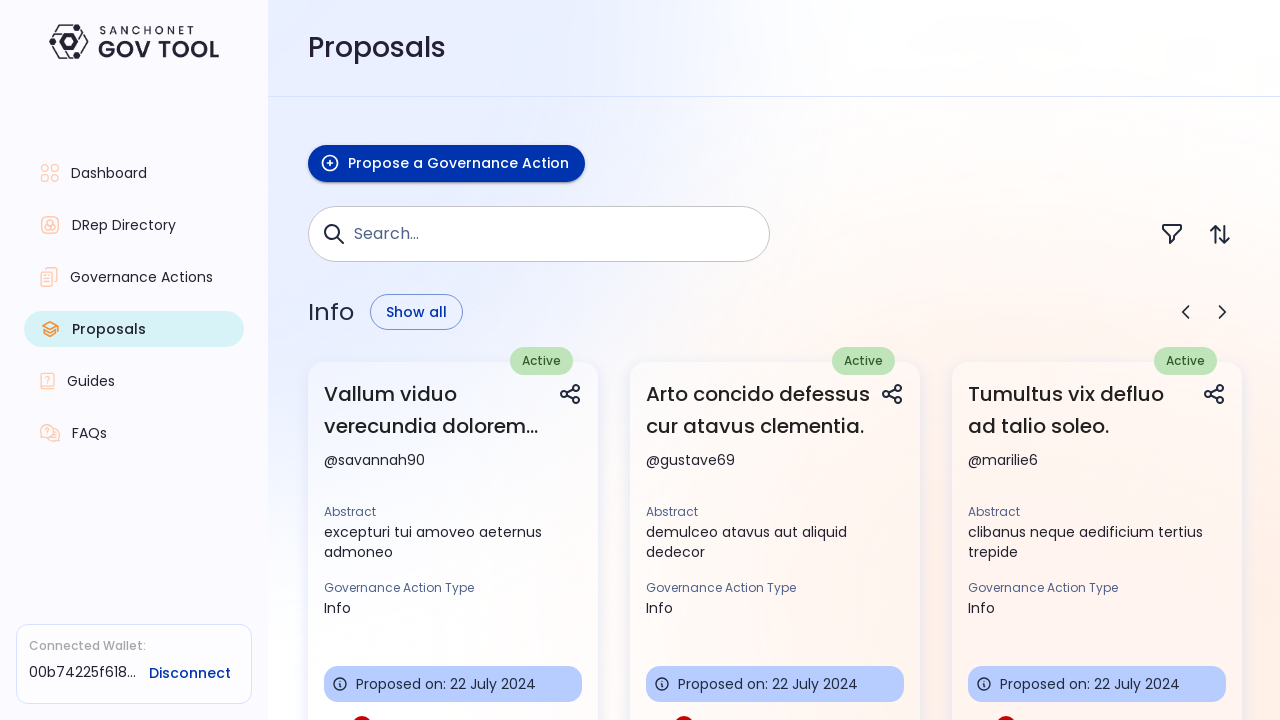 SANCHONET
GOV TOOL
Dashboard
DRep Directory
Governance Actions
Proposals
Guides
FAQs
Connected Wallet:
00b74225f618...
Disconnect
Proposals
Propose a Governance Action
Search...
Info
Show all
Active
Vallum viduo
verecundia dolorem...
@savannah90
Abstract
excepturi tui amoveo aeternus
admoneo
Governance Action Type
Info
Proposed on: 22 July 2024
Active
Arto concido defessus
cur atavus clementia.
@gustave69
Abstract
demulceo atavus aut aliquid
dedecor
Governance Action Type
Info
Proposed on: 22 July 2024
Active
Tumultus vix defluo
ad talio soleo.
@marilie6
Abstract
clibanus neque aedificium tertius
trepide
Governance Action Type
Info
Proposed on: 22 July 2024